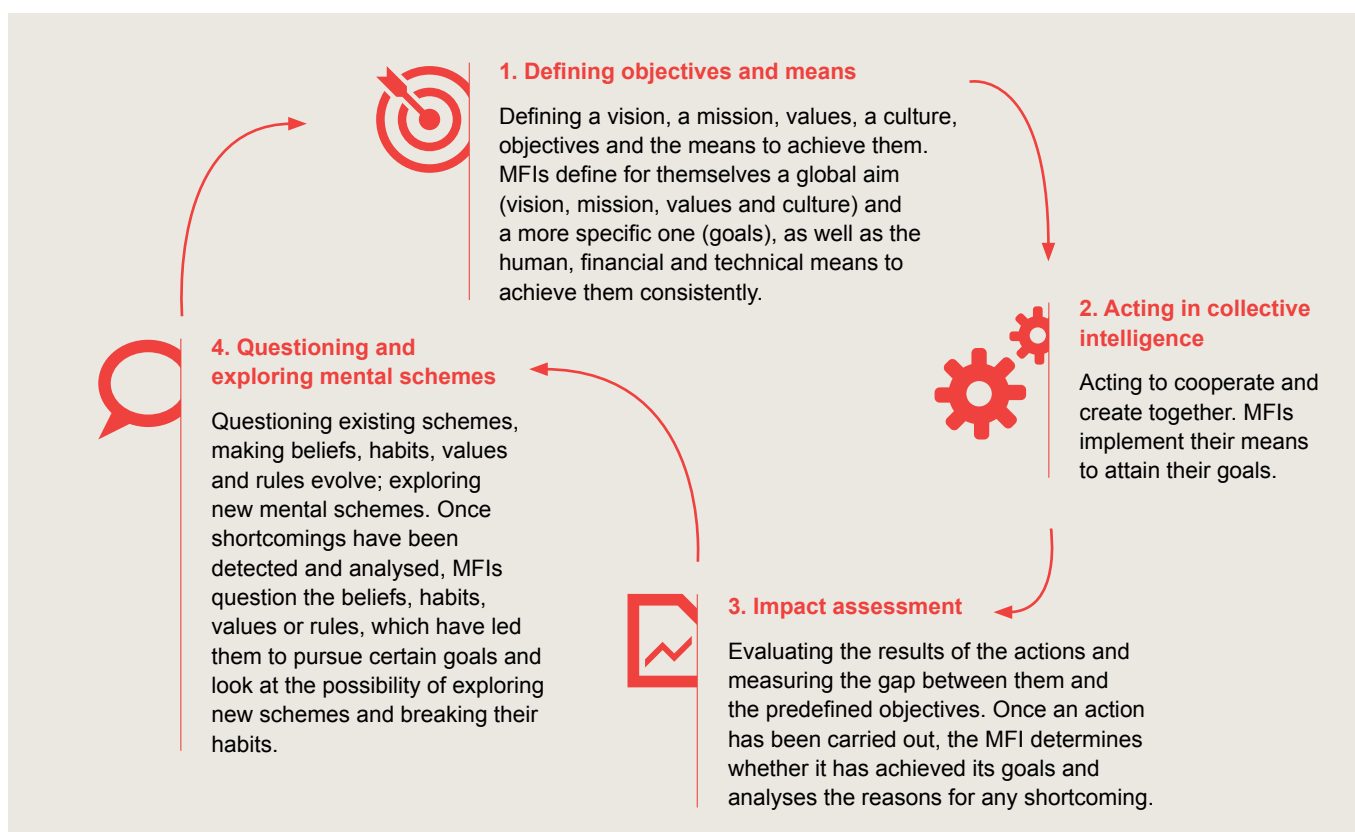 1. Defining objectives and means
Defining a vision, a mission, values, a culture,
objectives and the means to achieve them.
MFIs define for themselves a global aim
(vision, mission, values and culture) and
a more specific one (goals), as well as the
human, financial and technical means to
achieve them consistently.
2. Acting in collective
intelligence
Acting to cooperate and
create together. MFIs
implement their means
to attain their goals.
3. Impact assessment
Evaluating the results of the actions and
measuring the gap between them and
the predefined objectives. Once an action
has been carried out, the MFI determines
whether it has achieved its goals and
analyses the reasons for any shortcoming.
4. Questioning and
exploring mental schemes
Questioning existing schemes,
making beliefs, habits, values
and rules evolve; exploring
new mental schemes. Once
shortcomings have been
detected and analysed, MFIs
question the beliefs, habits,
values or rules, which have led
them to pursue certain goals and
look at the possibility of exploring
new schemes and breaking their
habits.